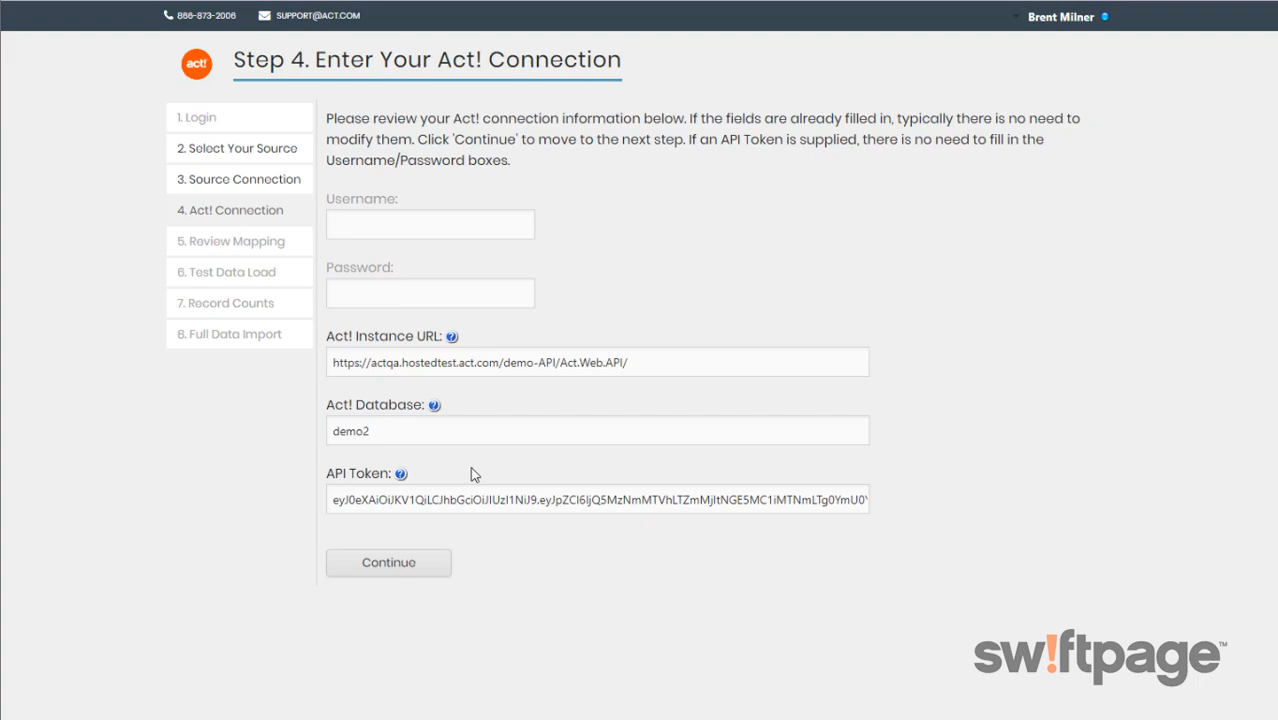 866-873-2006 SUPPORT@ACT.COM Brent Milner
act! Step 4. Enter Your Act! Connection
1. Login
2. Select Your Source
3. Source Connection
4. Act! Connection
5. Review Mapping
6. Test Data Load
7. Record Counts
8. Full Data Import
Please review your Act! connection information below. If the fields are already filled in, typically there is no need to
modify them. Click 'Continue' to move to the next step. If an API Token is supplied, there is no need to fill in the
Username/Password boxes.
Username:
Password:
Act! Instance URL: ?
https://actqa.hostedtest.act.com/demo-API/Act.Web.API/
Act! Database: ?
demo2
API Token: ?
eyJ0eXAiOiJKV1QiLCJhbGciOiJIUzI1NiJ9.eyJpZCI6IjQ5MzNmMTVhLTZmMjItNGE5MC1iMTNmLTg0YmU0Y
Continue
sw!ftpage™